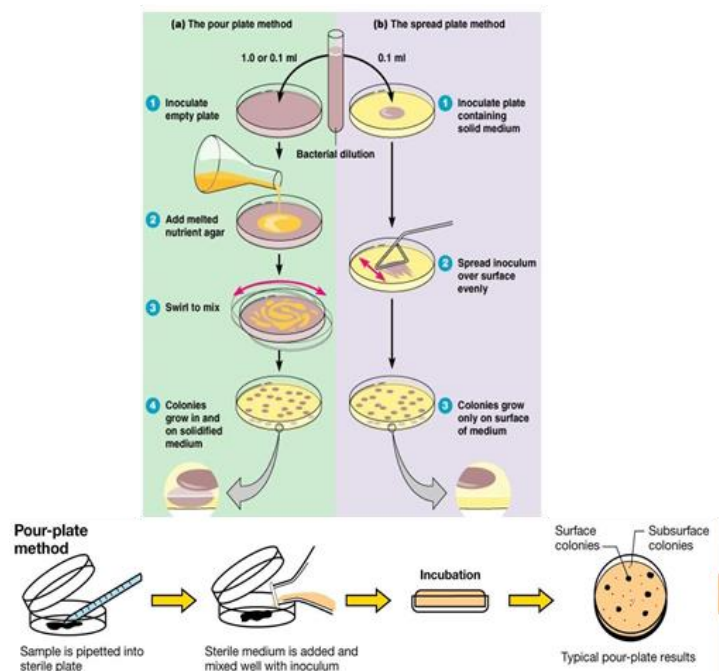 (a) The pour plate method
(b) The spread plate method
1.0 or 0.1 ml
0.1 ml
1 Inoculate
empty plate
1 Inoculate plate
containing
solid medium
Bacterial dilution
2 Add melted
nutrient agar
2 Spread inoculum
over surface
evenly
3 Swirl to mix
4 Colonies
grow in and
on solidified
medium
3 Colonies grow
only on surface
of medium
Pour-plate
method
Sample is pipetted into
sterile plate
Sterile medium is added and
mixed well with inoculum
Incubation
Surface
colonies
Subsurface
colonies
Typical pour-plate results